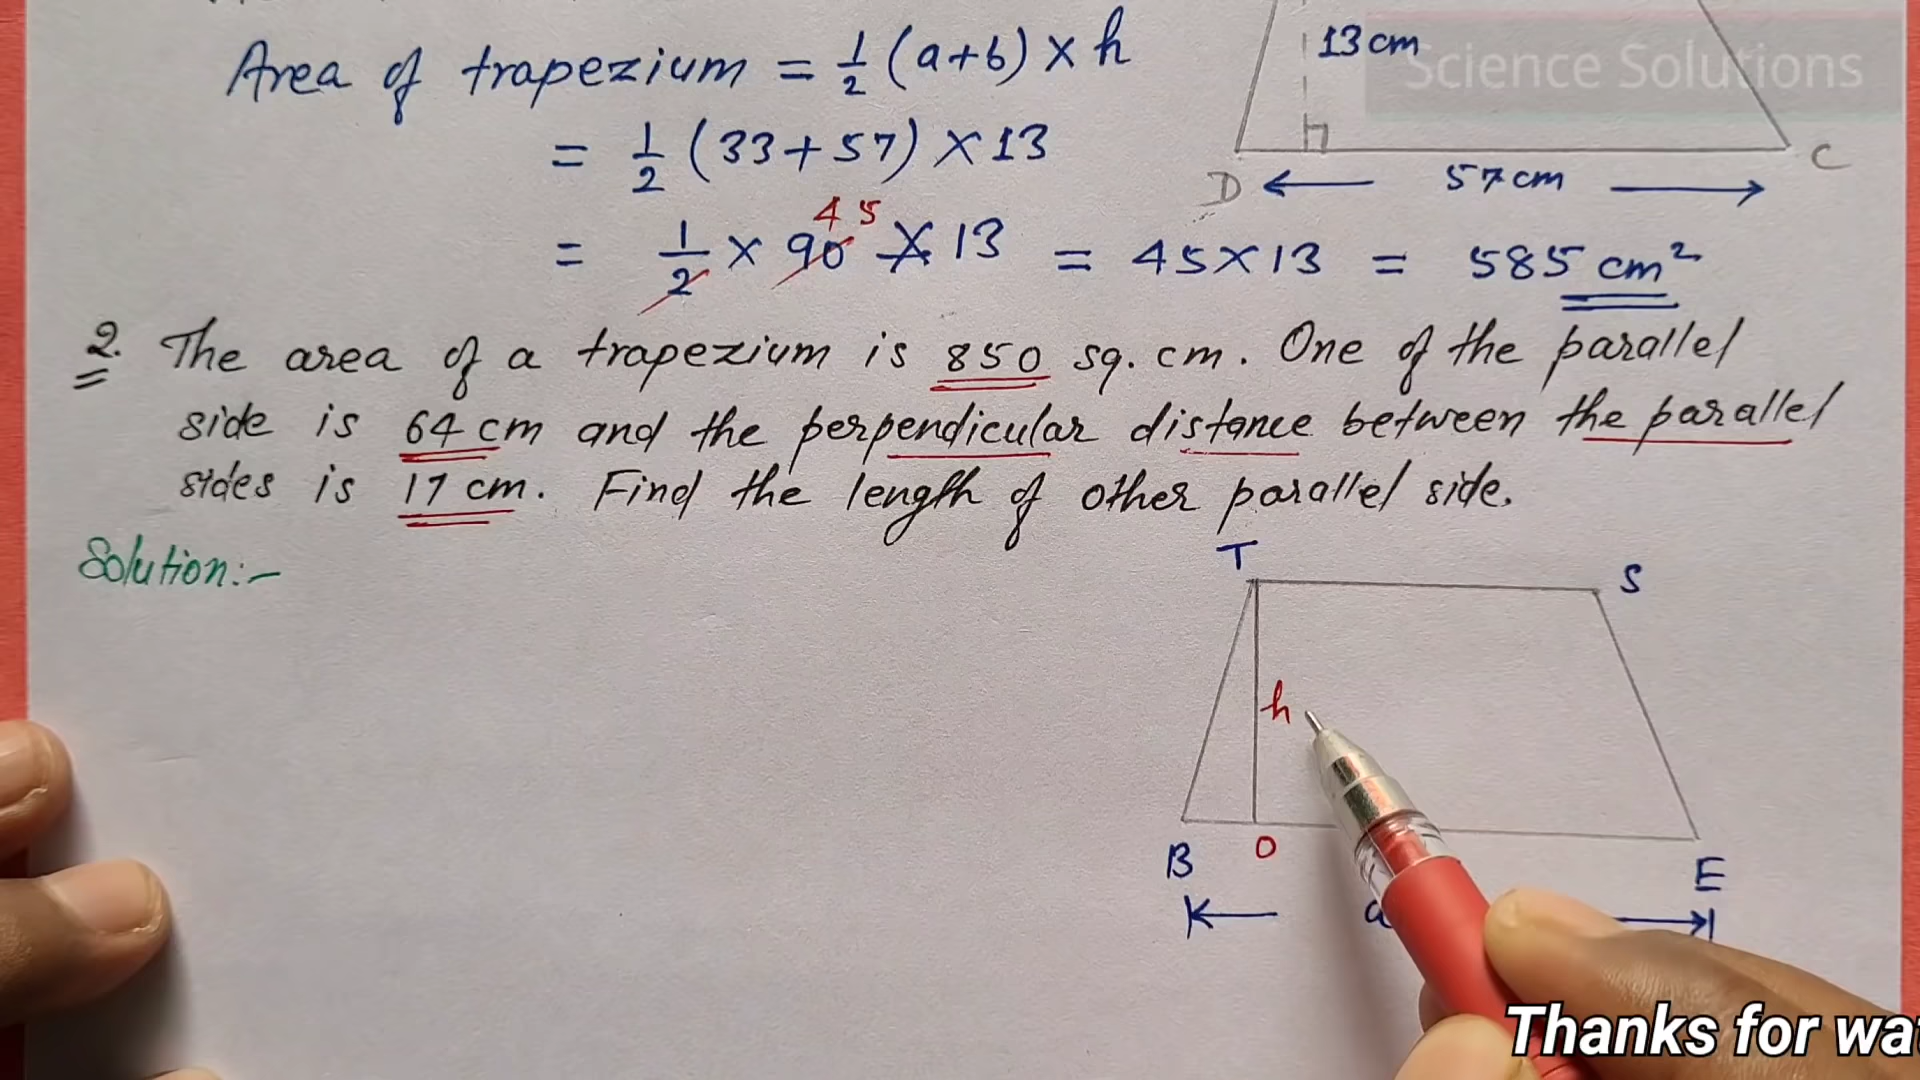 13 cm
Science Solutions
Area of trapezium = 1/2 (a+b) × h
= 1/2 (33+57) × 13
D 57 cm C
45
= 1/2 × 90 × 13 = 45×13 = 585 cm²
2. The area of a trapezium is 850 sq. cm. One of the parallel
side is 64 cm and the perpendicular distance between the parallel
sides is 17 cm. Find the length of other parallel side.
Solution:-
T S
h
B O E
Thanks for